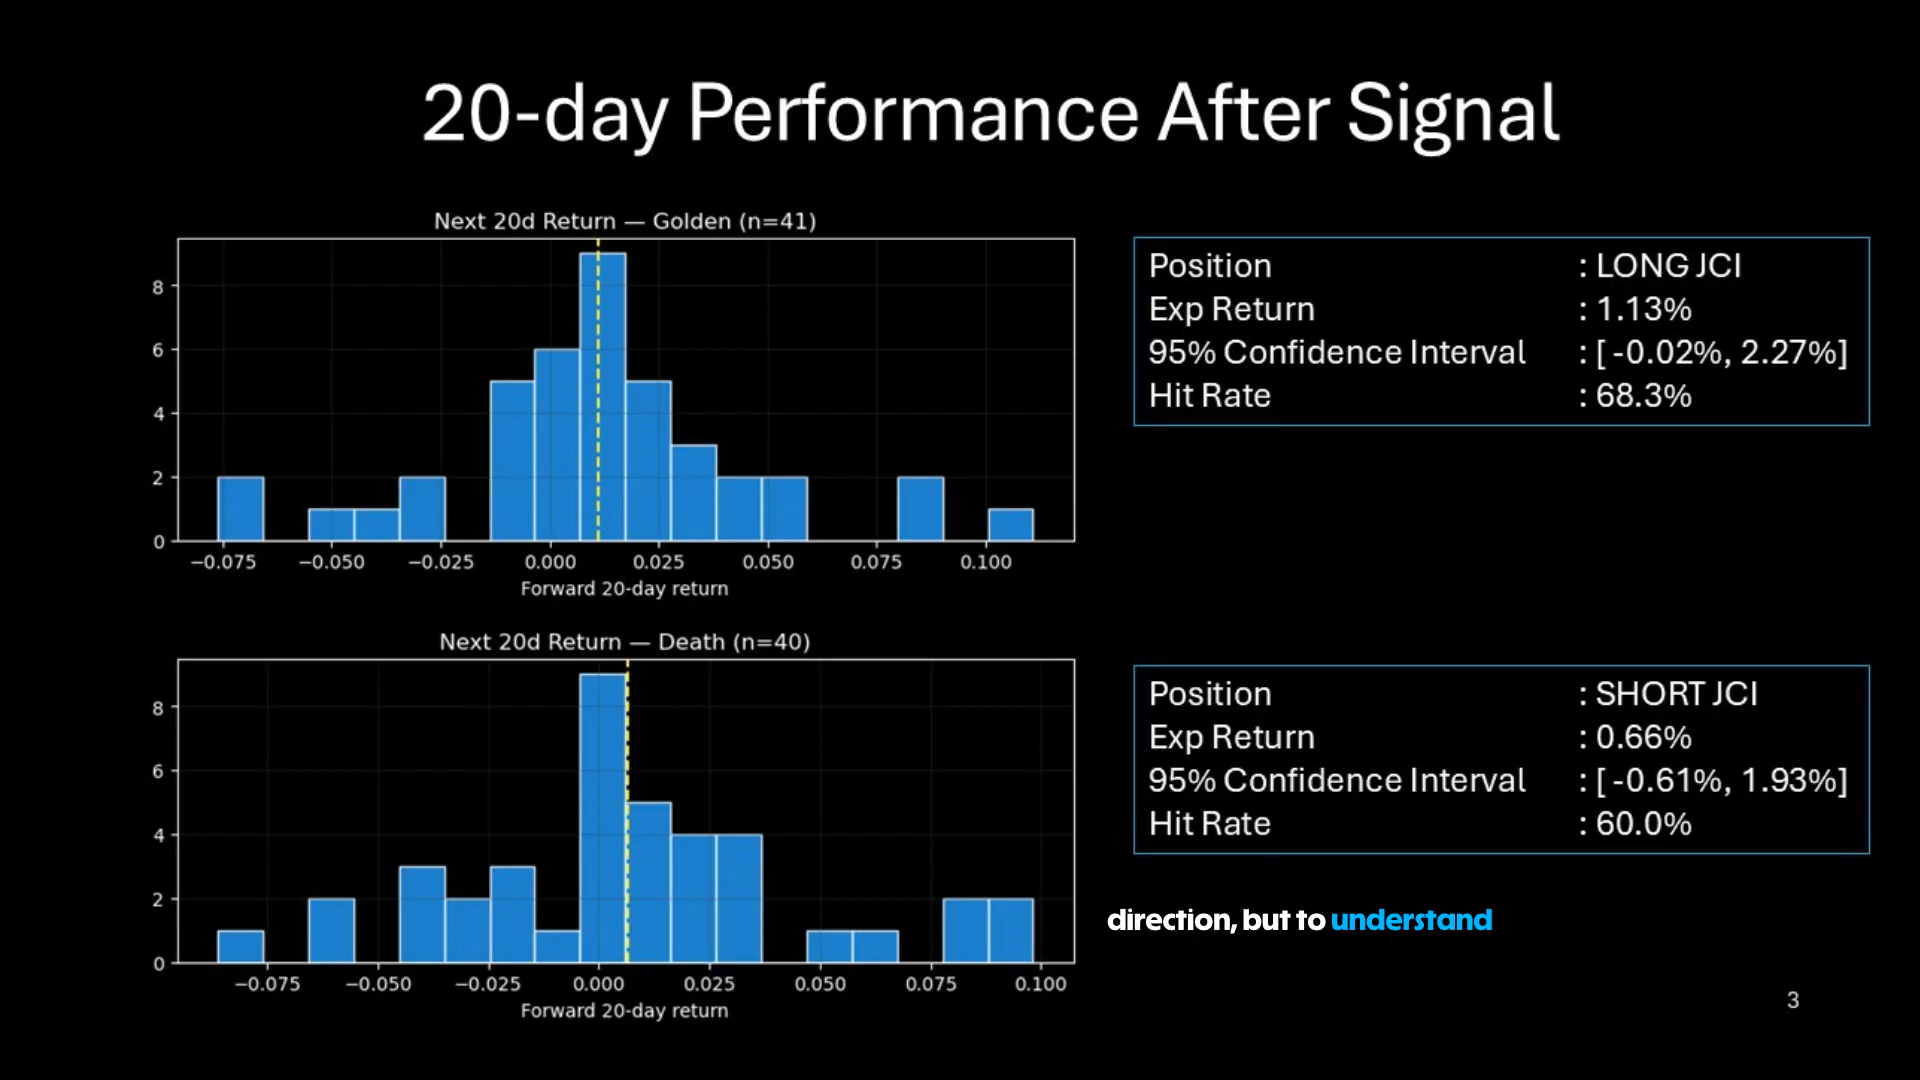 20-day Performance After Signal
Next 20d Return — Golden (n=41)
8
6
4
2
0
−0.075 −0.050 −0.025 0.000 0.025 0.050 0.075 0.100
Forward 20-day return
Position : LONG JCI
Exp Return : 1.13%
95% Confidence Interval : [ -0.02%, 2.27%]
Hit Rate : 68.3%
Next 20d Return — Death (n=40)
8
6
4
2
0
−0.075 −0.050 −0.025 0.000 0.025 0.050 0.075 0.100
Forward 20-day return
Position : SHORT JCI
Exp Return : 0.66%
95% Confidence Interval : [ -0.61%, 1.93%]
Hit Rate : 60.0%
direction, but to understand
3